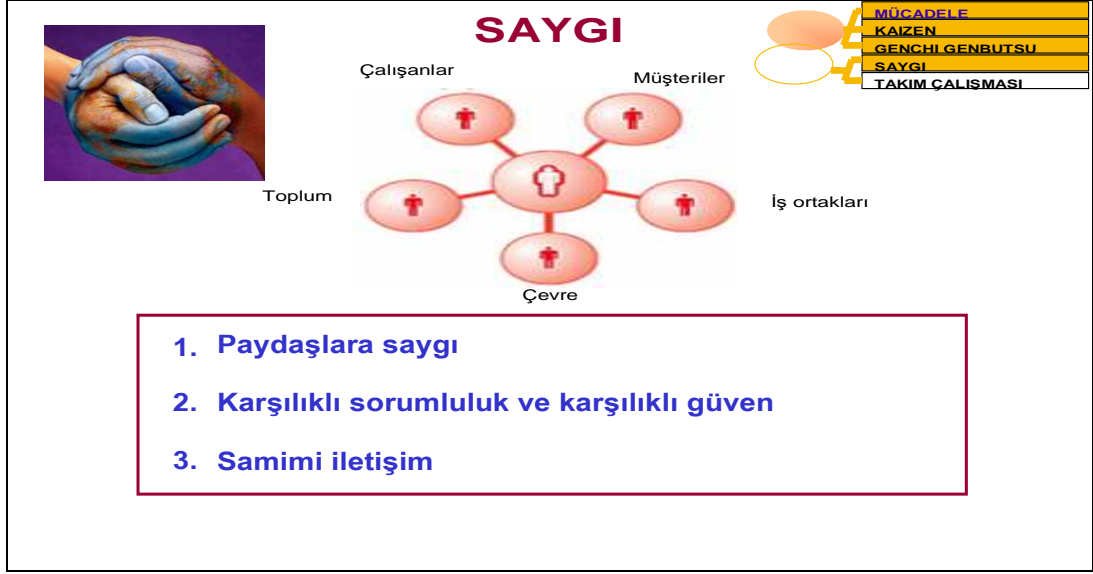 SAYGI
MÜCADELE
KAIZEN
GENCHI GENBUTSU
SAYGI
TAKIM ÇALIŞMASI
Çalışanlar
Müşteriler
Toplum
İş ortakları
Çevre
1. Paydaşlara saygı
2. Karşılıklı sorumluluk ve karşılıklı güven
3. Samimi iletişim